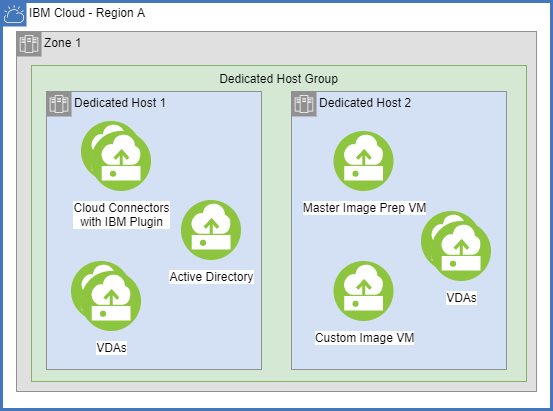 IBM Cloud - Region A
Zone 1
Dedicated Host Group
Dedicated Host 1
Cloud Connectors
with IBM Plugin
Active Directory
VDAs
Dedicated Host 2
Master Image Prep VM
VDAs
Custom Image VM